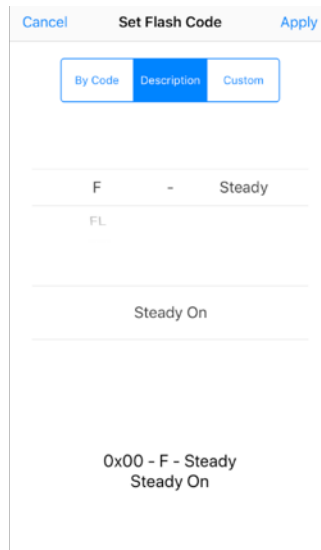 Cancel Set Flash Code Apply
By Code Description Custom
F - Steady
FL
Steady On
0x00 - F - Steady
Steady On